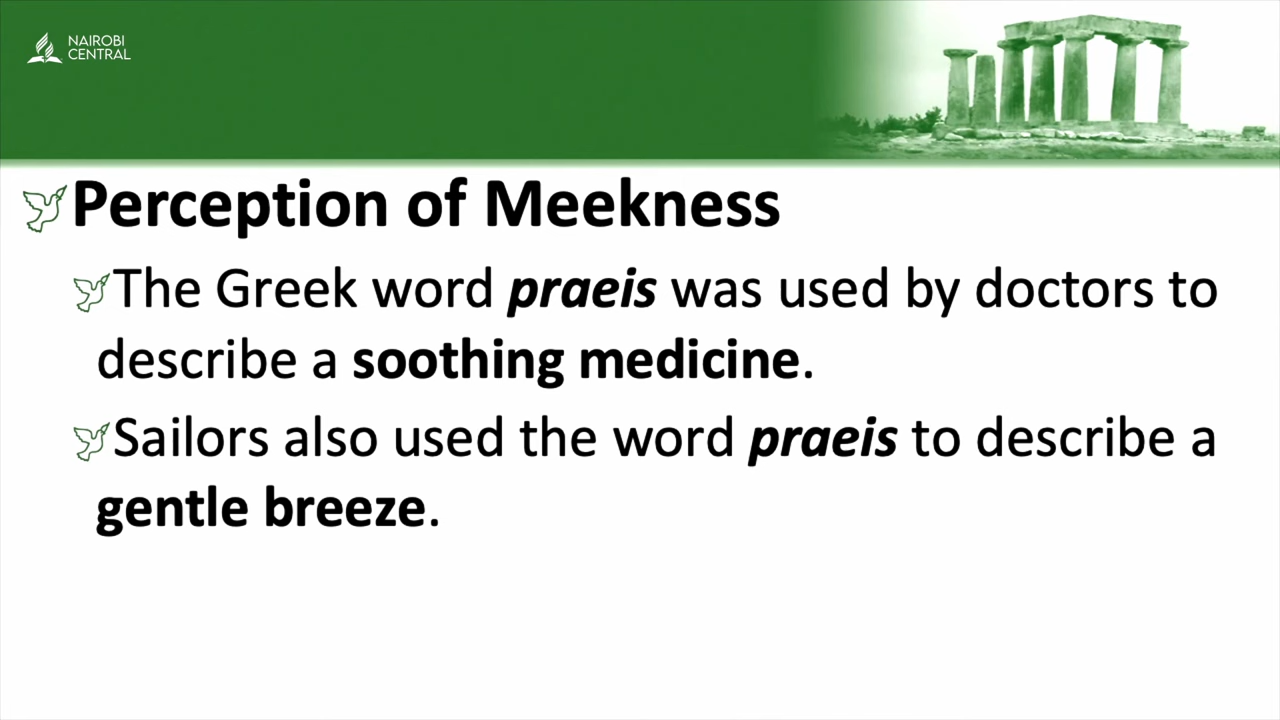 NAIROBI
CENTRAL
Perception of Meekness
The Greek word praeis was used by doctors to
describe a soothing medicine.
Sailors also used the word praeis to describe a
gentle breeze.